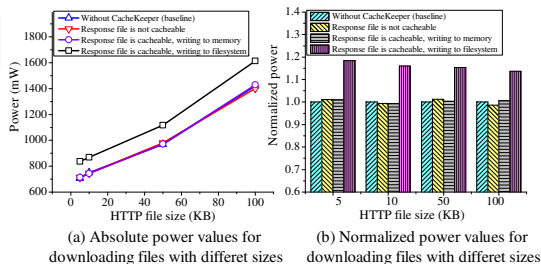 Without CacheKeeper (baseline)
Response file is not cacheable
Response file is cacheable, writing to memory
Response file is cacheable, writing to filesystem
1800
1600
1400
1200
1000
800
600
Power (mW)
0 20 40 60 80 100
HTTP file size (KB)
(a) Absolute power values for
downloading files with differet sizes
Without CacheKeeper (baseline)
Response file is not cacheable
Response file is cacheable, writing to memory
Response file is cacheable, writing to filesystem
1.4
1.3
1.2
1.1
1.0
0.9
0.8
0.7
0.6
Normalized power
5 10 50 100
HTTP file size (KB)
(b) Normalized power values for
downloading files with differet sizes